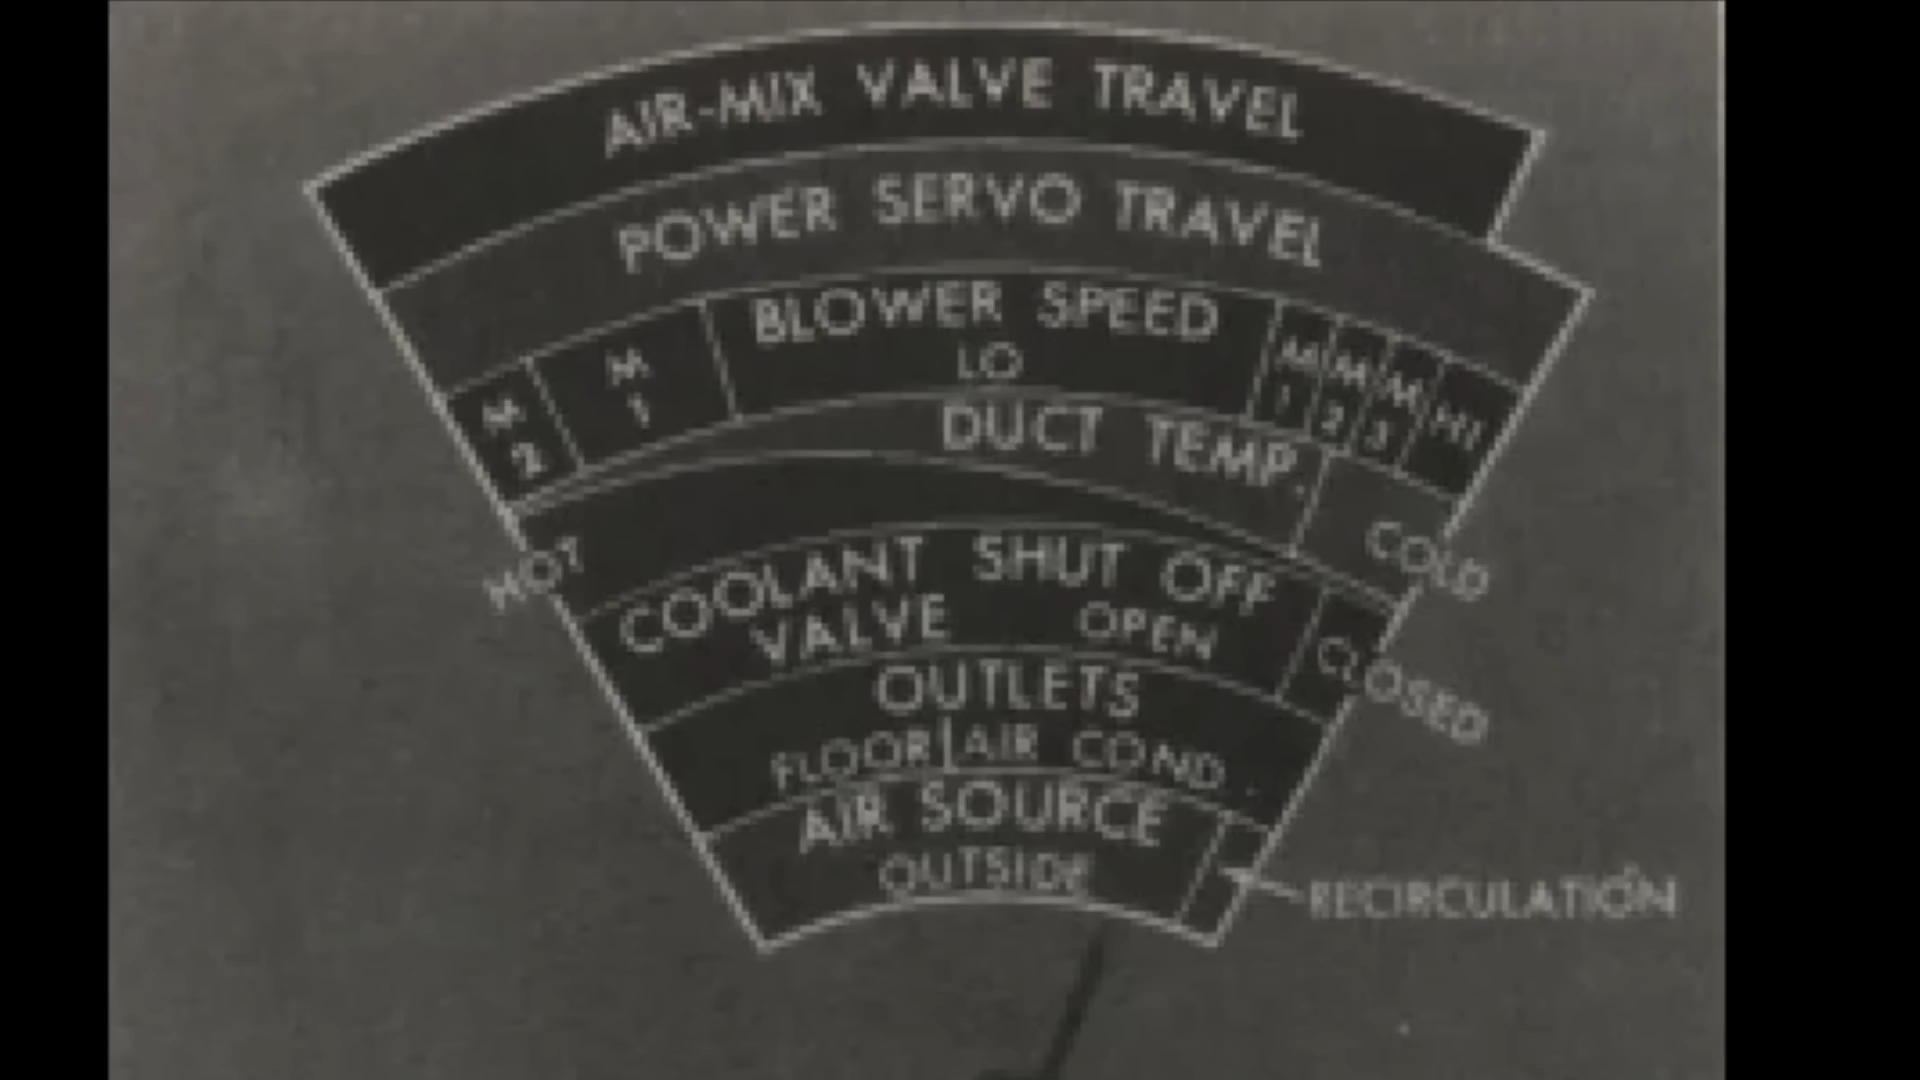 AIR-MIX VALVE TRAVEL
POWER SERVO TRAVEL
BLOWER SPEED
M 2
M 1
LO
M 1
M 2
M 3
HI
DUCT TEMP.
HOT
COLD
COOLANT SHUT OFF
VALVE OPEN
CLOSED
OUTLETS
FLOOR AIR COND
AIR SOURCE
OUTSIDE
RECIRCULATION